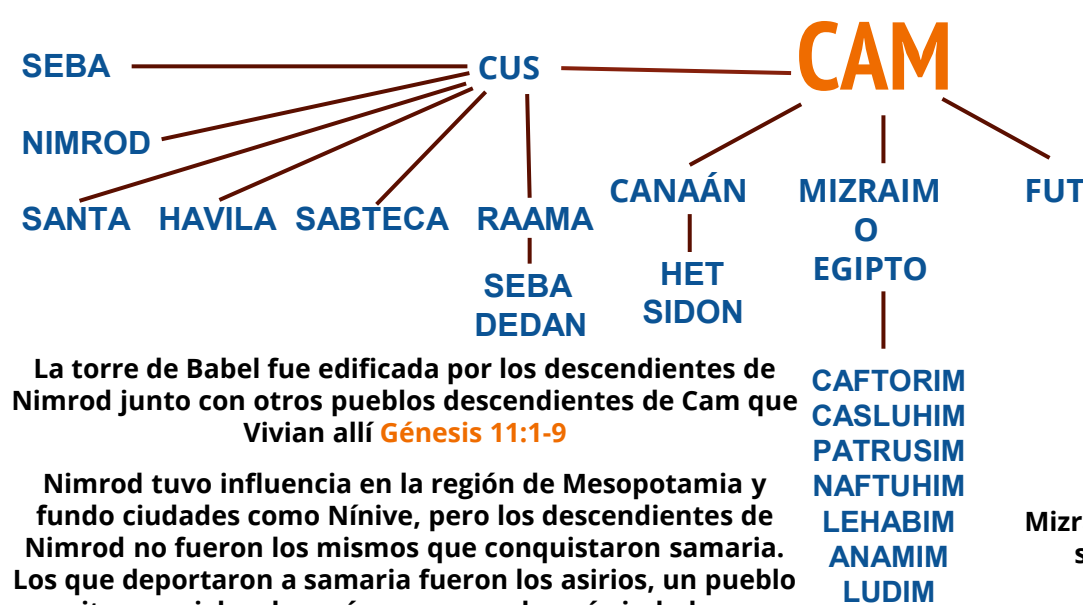 CAM
CUS
SEBA
NIMROD
SANTA HAVILA SABTECA RAAMA
SEBA
DEDAN
CANAÁN
HET
SIDON
MIZRAIM
O
EGIPTO
CAFTORIM
CASLUHIM
PATRUSIM
NAFTUHIM
LEHABIM
ANAMIM
LUDIM
FUT
La torre de Babel fue edificada por los descendientes de
Nimrod junto con otros pueblos descendientes de Cam que
Vivian allí Génesis 11:1-9
Nimrod tuvo influencia en la región de Mesopotamia y
fundo ciudades como Nínive, pero los descendientes de
Nimrod no fueron los mismos que conquistaron samaria.
Los que deportaron a samaria fueron los asirios, un pueblo
Mizr
s